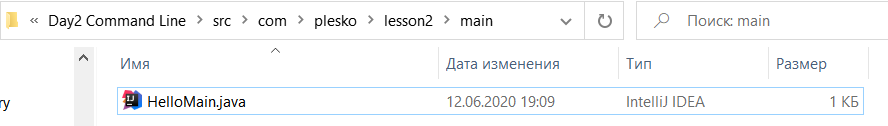 « Day2 Command Line > src > com > plesko > lesson2 > main Поиск: main
Имя Дата изменения Тип Размер
ry HelloMain.java 12.06.2020 19:09 IntelliJ IDEA 1 КБ